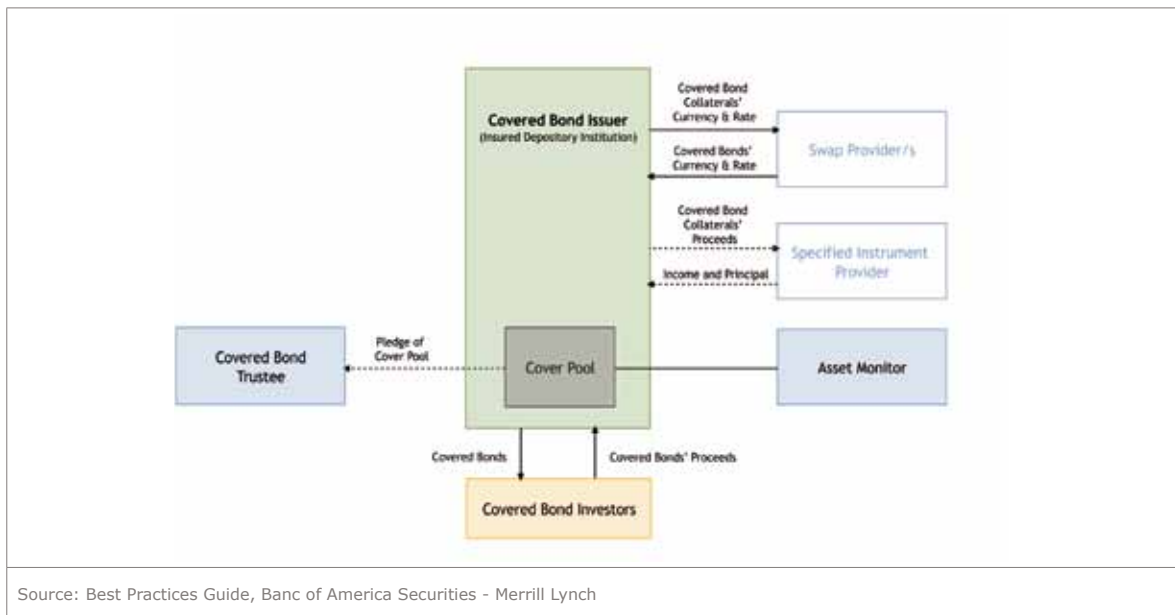 Covered Bond Issuer
(Insured Depository Institution)
Covered Bond
Collaterals'
Currency & Rate
Covered Bonds'
Currency & Rate
Swap Provider/s
Covered Bond
Collaterals'
Proceeds
Income and Principal
Specified Instrument
Provider
Covered Bond
Trustee
Pledge of
Cover Pool
Cover Pool
Asset Monitor
Covered Bonds
Covered Bonds' Proceeds
Covered Bond Investors
Source: Best Practices Guide, Banc of America Securities - Merrill Lynch